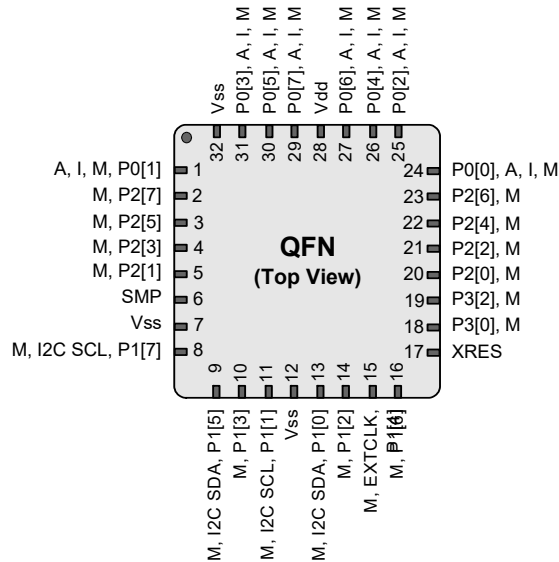 Vss
P0[3], A, I, M
P0[5], A, I, M
P0[7], A, I, M
Vdd
P0[6], A, I, M
P0[4], A, I, M
P0[2], A, I, M
32
31
30
29
28
27
26
25
A, I, M, P0[1] 1
M, P2[7] 2
M, P2[5] 3
M, P2[3] 4
M, P2[1] 5
SMP 6
Vss 7
M, I2C SCL, P1[7] 8
QFN
(Top View)
24 P0[0], A, I, M
23 P2[6], M
22 P2[4], M
21 P2[2], M
20 P2[0], M
19 P3[2], M
18 P3[0], M
17 XRES
9
10
11
12
13
14
15
16
M, I2C SDA, P1[5]
M, P1[3]
M, I2C SCL, P1[1]
Vss
M, I2C SDA, P1[0]
M, P1[2]
M, EXTCLK,
P1[4]
M, P1[6]